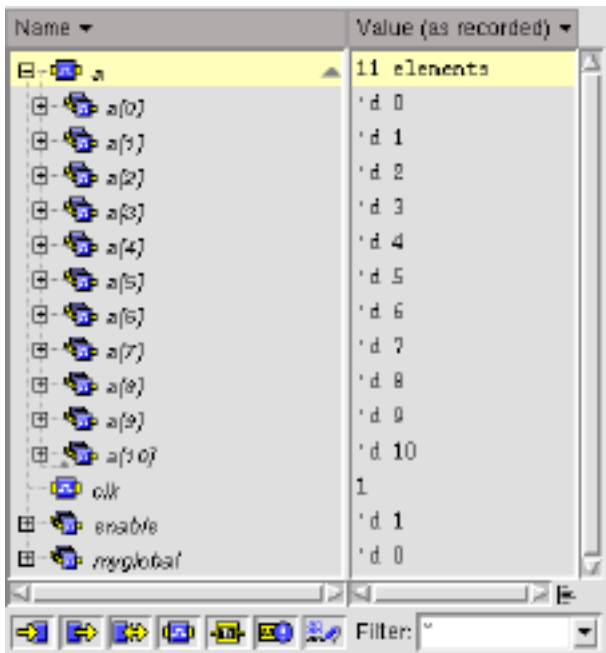 Name Value (as recorded)
a 11 elements
a[0] 'd 0
a[1] 'd 1
a[2] 'd 2
a[3] 'd 3
a[4] 'd 4
a[5] 'd 5
a[6] 'd 6
a[7] 'd 7
a[8] 'd 8
a[9] 'd 9
a[10] 'd 10
clk 1
enable 'd 1
myglobal 'd 0
Filter: *